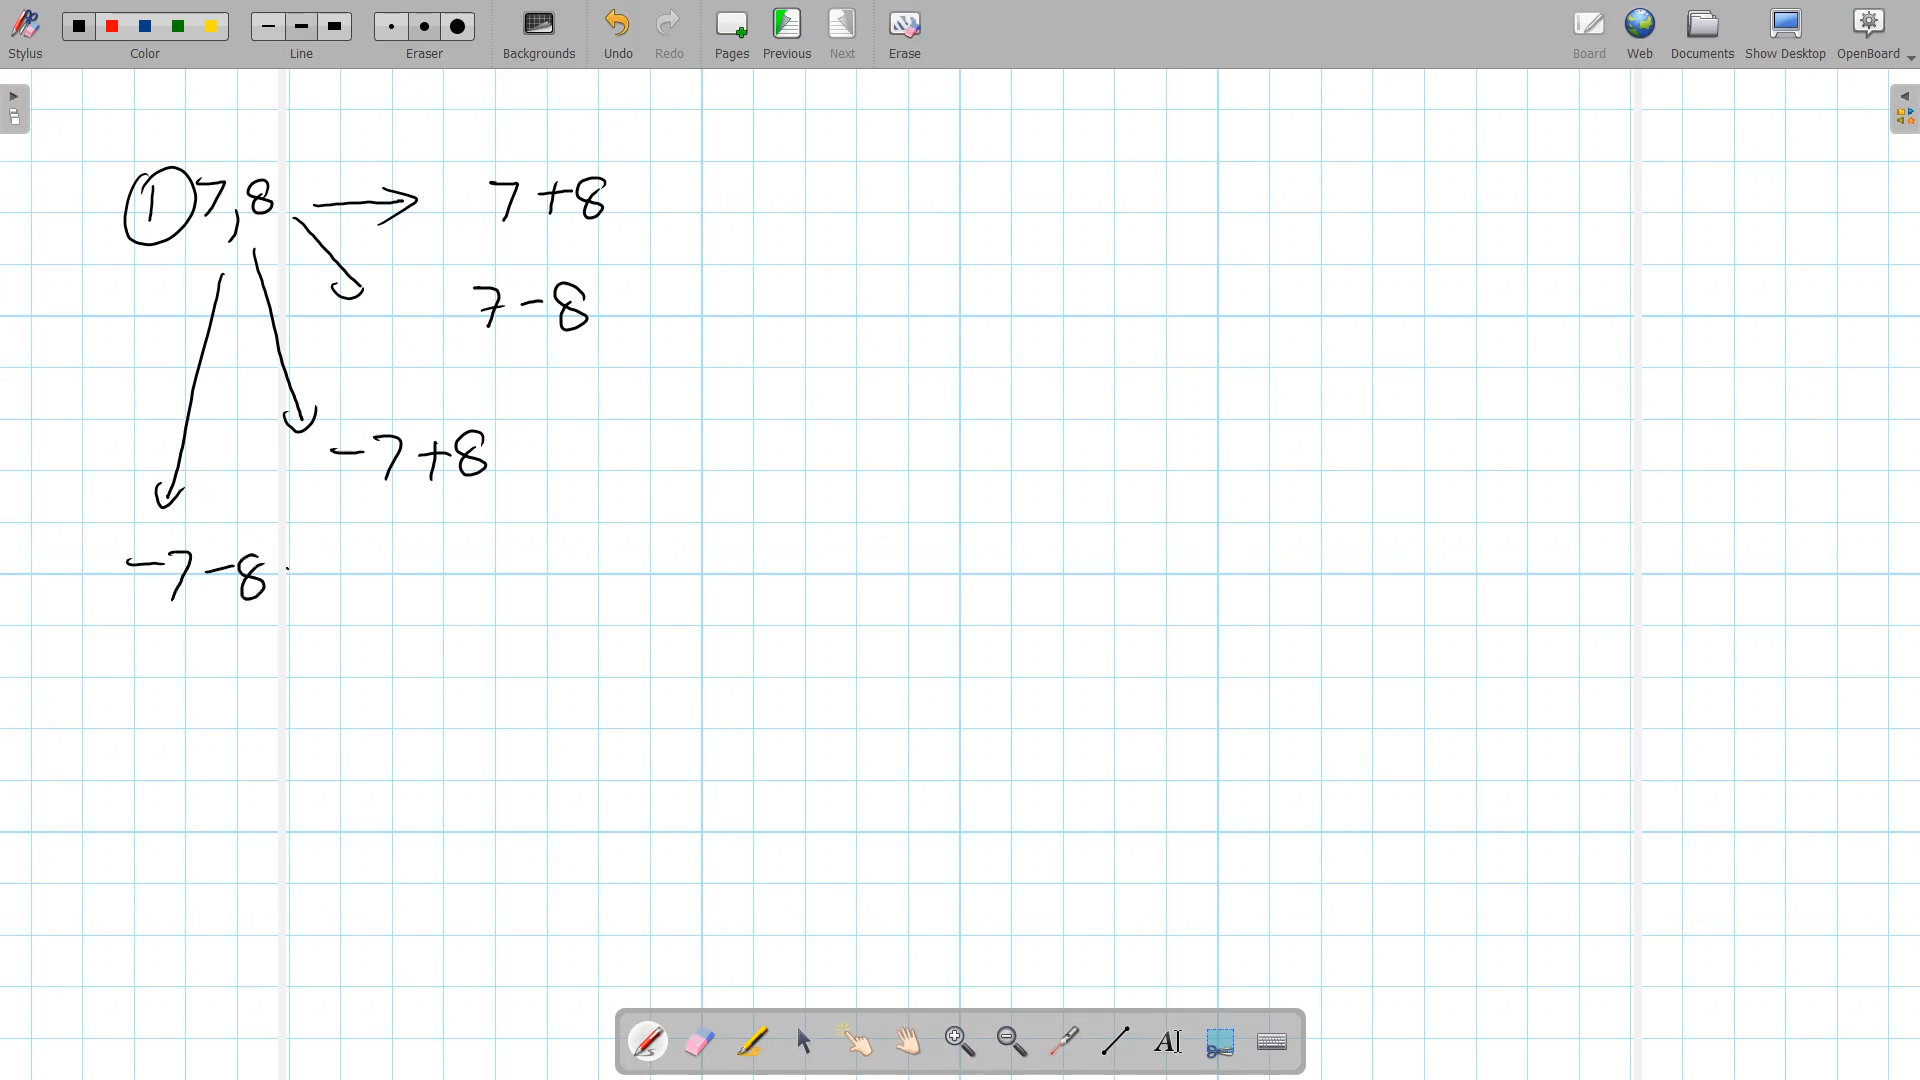 Stylus Color Line Eraser Backgrounds Undo Redo Pages Previous Next Erase Board Web Documents Show Desktop OpenBoard
① 7,8 → 7+8
7-8
-7+8
-7-8